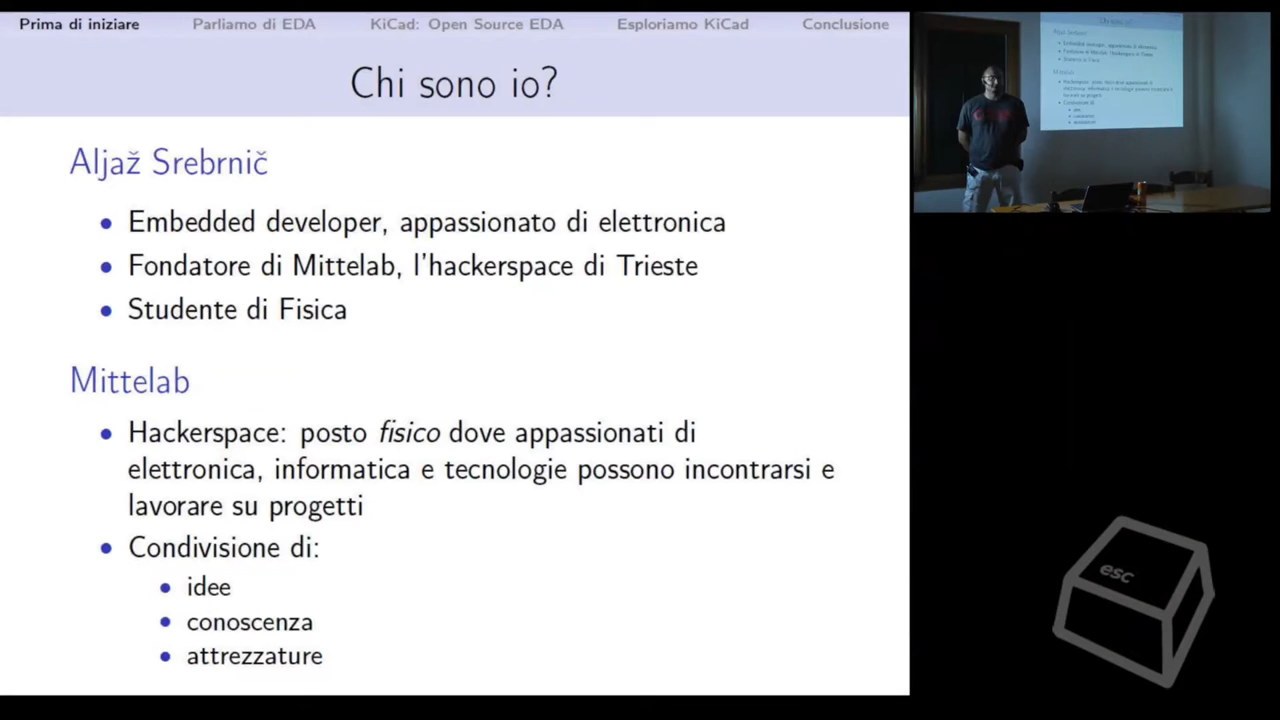 Prima di iniziare Parliamo di EDA KiCad: Open Source EDA Esploriamo KiCad Conclusione
Chi sono io?
Aljaž Srebrnič
Embedded developer, appassionato di elettronica
Fondatore di Mittelab, l'hackerspace di Trieste
Studente di Fisica
Mittelab
Hackerspace: posto fisico dove appassionati di
elettronica, informatica e tecnologie possono incontrarsi e
lavorare su progetti
Condivisione di:
idee
conoscenza
attrezzature
esc